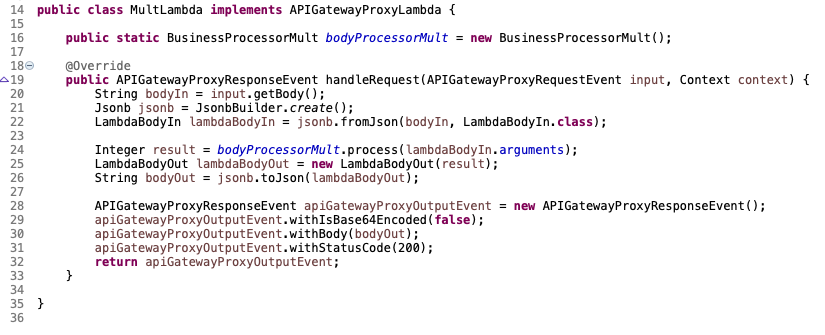 14 public class MultLambda implements APIGatewayProxyLambda {
15
16     public static BusinessProcessorMult bodyProcessorMult = new BusinessProcessorMult();
17
18     @Override
19     public APIGatewayProxyResponseEvent handleRequest(APIGatewayProxyRequestEvent input, Context context) {
20         String bodyIn = input.getBody();
21         Jsonb jsonb = JsonbBuilder.create();
22         LambdaBodyIn lambdaBodyIn = jsonb.fromJson(bodyIn, LambdaBodyIn.class);
23
24         Integer result = bodyProcessorMult.process(lambdaBodyIn.arguments);
25         LambdaBodyOut lambdaBodyOut = new LambdaBodyOut(result);
26         String bodyOut = jsonb.toJson(lambdaBodyOut);
27
28         APIGatewayProxyResponseEvent apiGatewayProxyOutputEvent = new APIGatewayProxyResponseEvent();
29         apiGatewayProxyOutputEvent.withIsBase64Encoded(false);
30         apiGatewayProxyOutputEvent.withBody(bodyOut);
31         apiGatewayProxyOutputEvent.withStatusCode(200);
32         return apiGatewayProxyOutputEvent;
33     }
34
35 }
36